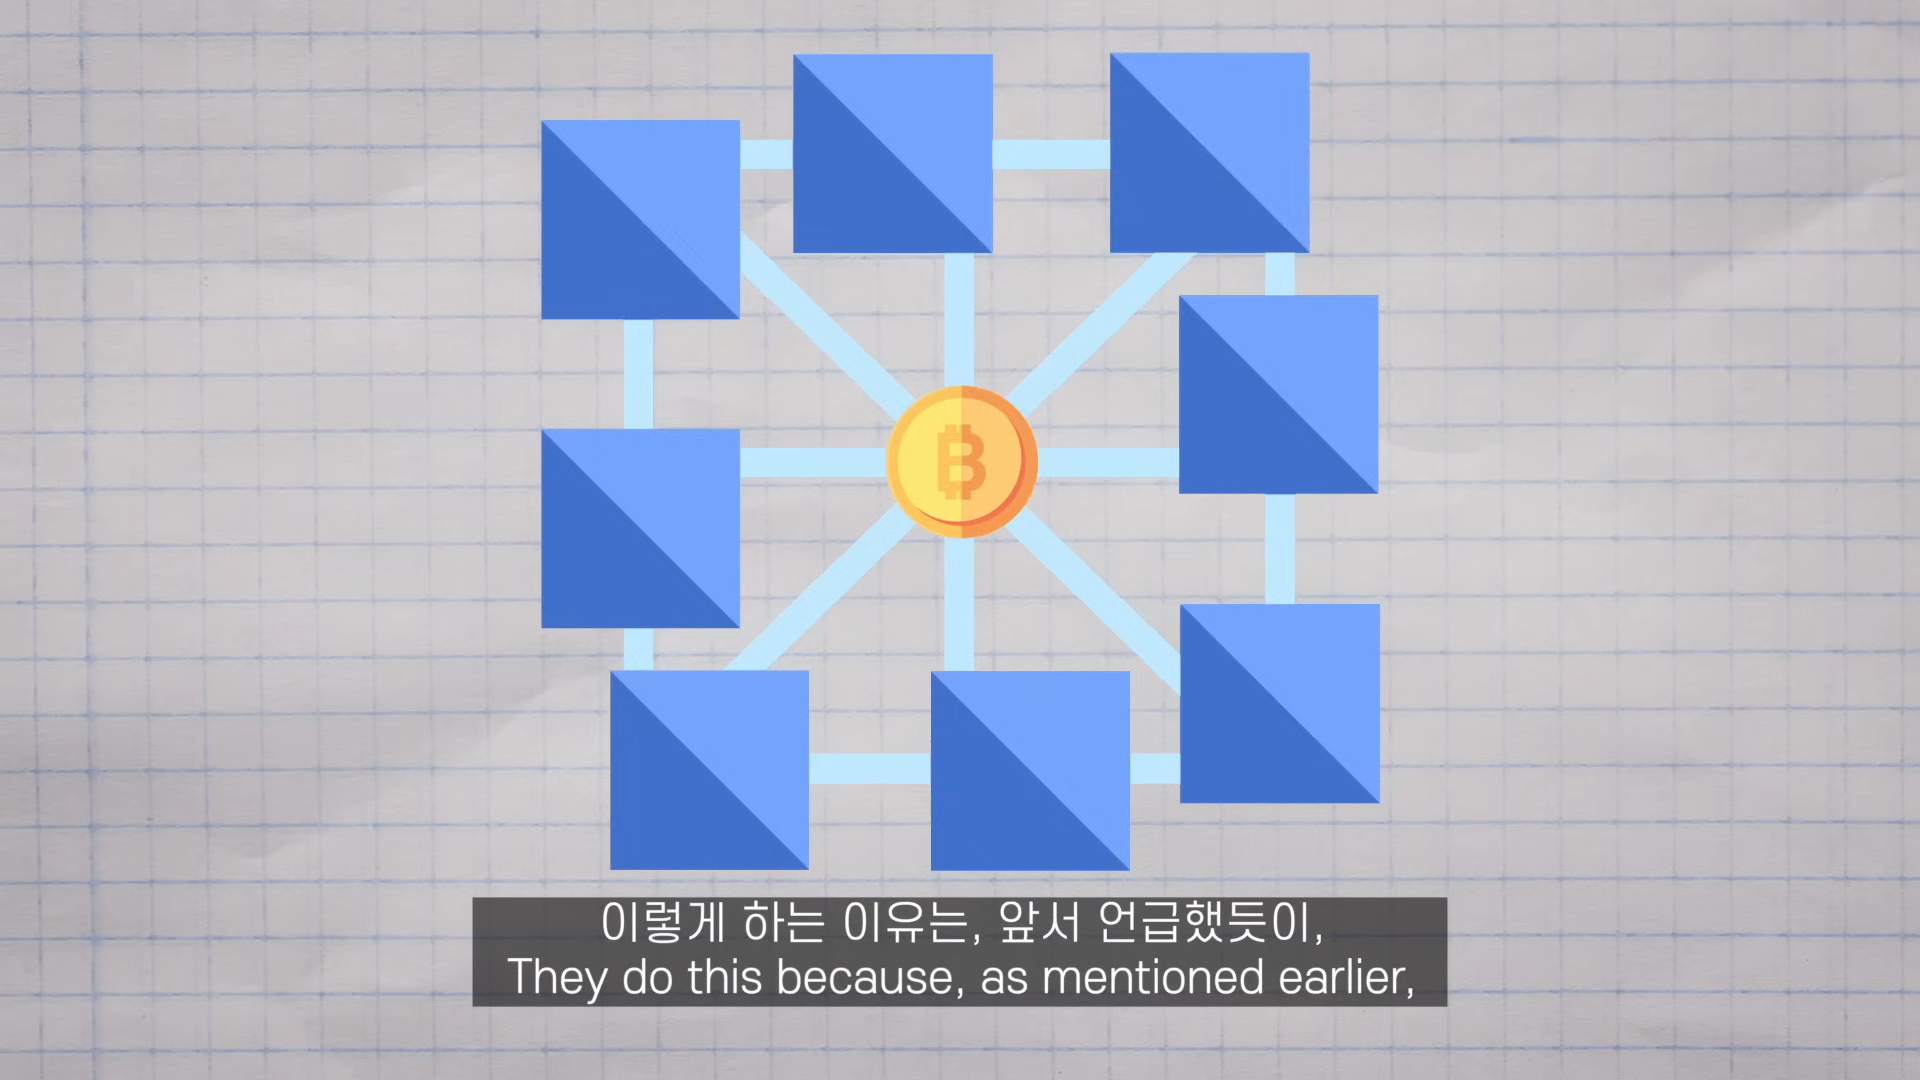 이렇게 하는 이유는, 앞서 언급했듯이,
They do this because, as mentioned earlier,